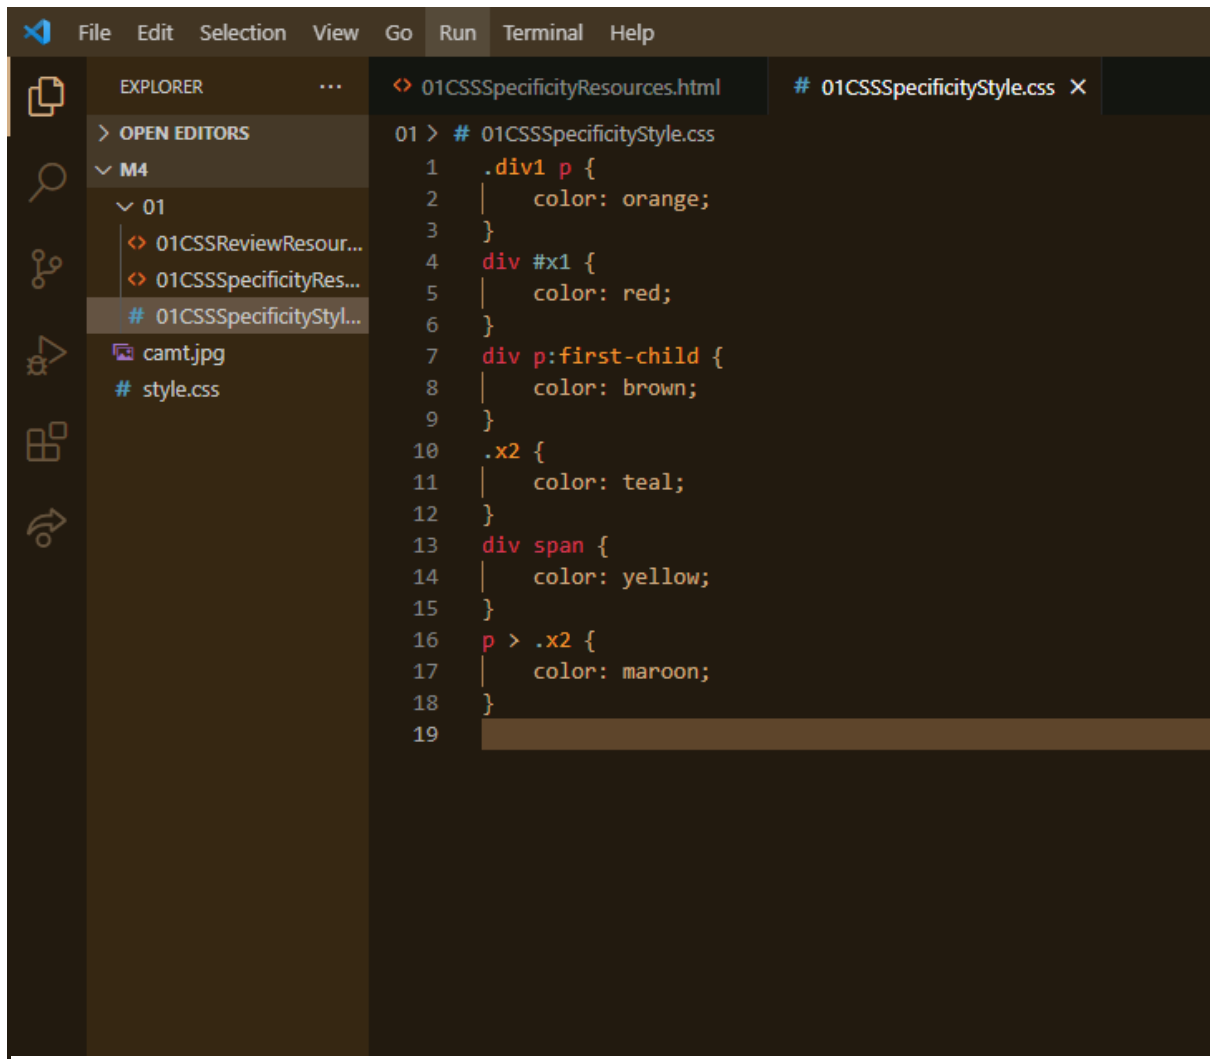 File Edit Selection View Go Run Terminal Help
EXPLORER ···
OPEN EDITORS
M4
01
01CSSReviewResour...
01CSSSpecificityRes...
# 01CSSSpecificityStyl...
camt.jpg
# style.css
01CSSSpecificityResources.html # 01CSSSpecificityStyle.css
01 > # 01CSSSpecificityStyle.css
1 .div1 p {
2 color: orange;
3 }
4 div #x1 {
5 color: red;
6 }
7 div p:first-child {
8 color: brown;
9 }
10 .x2 {
11 color: teal;
12 }
13 div span {
14 color: yellow;
15 }
16 p > .x2 {
17 color: maroon;
18 }
19